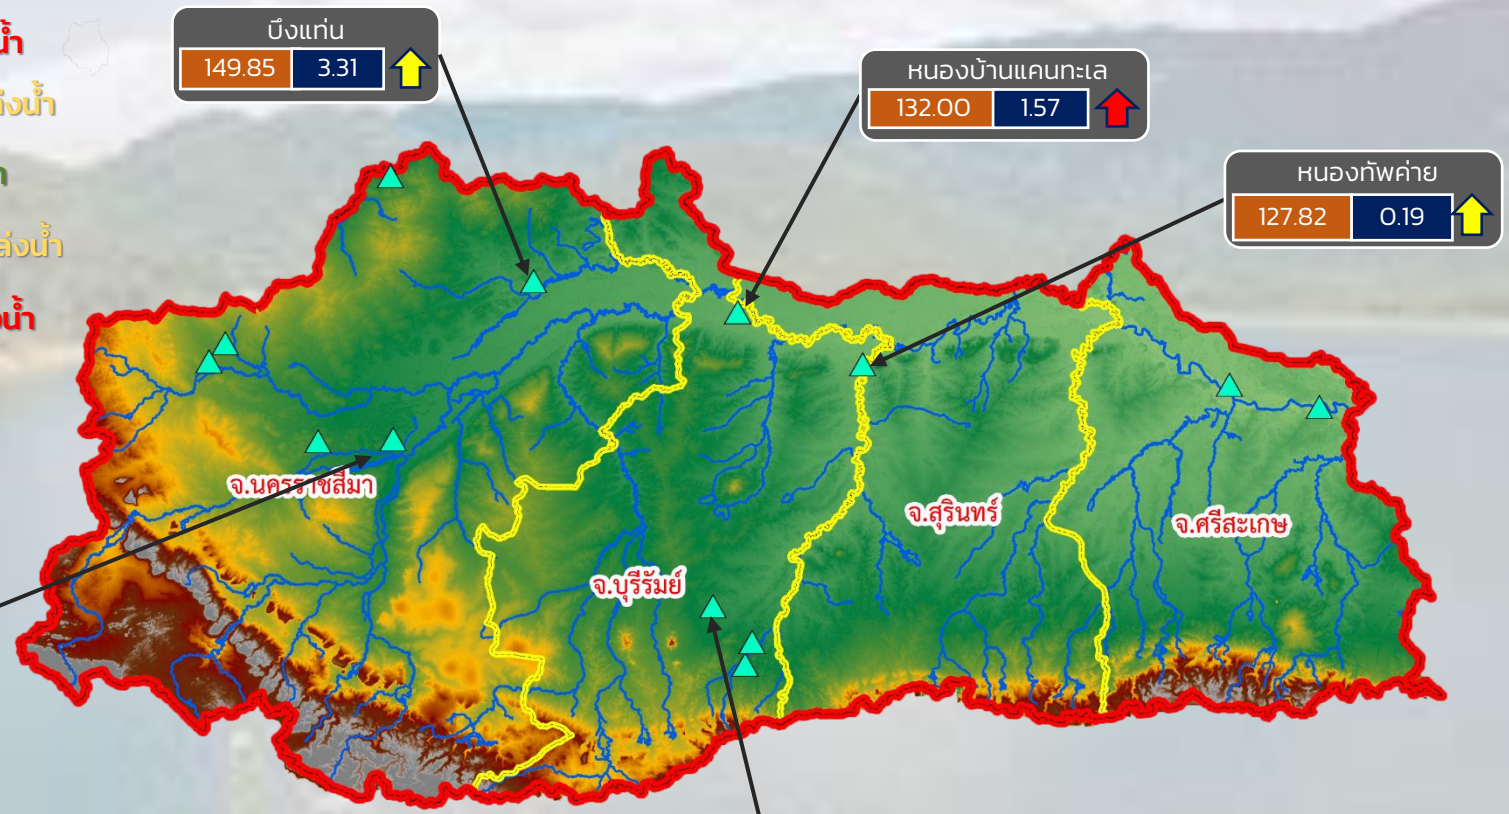 บึงแท่น
149.85 3.31
หนองบ้านแคนทะเล
132.00 1.57
หนองทัพค่าย
127.82 0.19
จ.นครราชสีมา
จ.บุรีรัมย์
จ.สุรินทร์
จ.ศรีสะเกษ